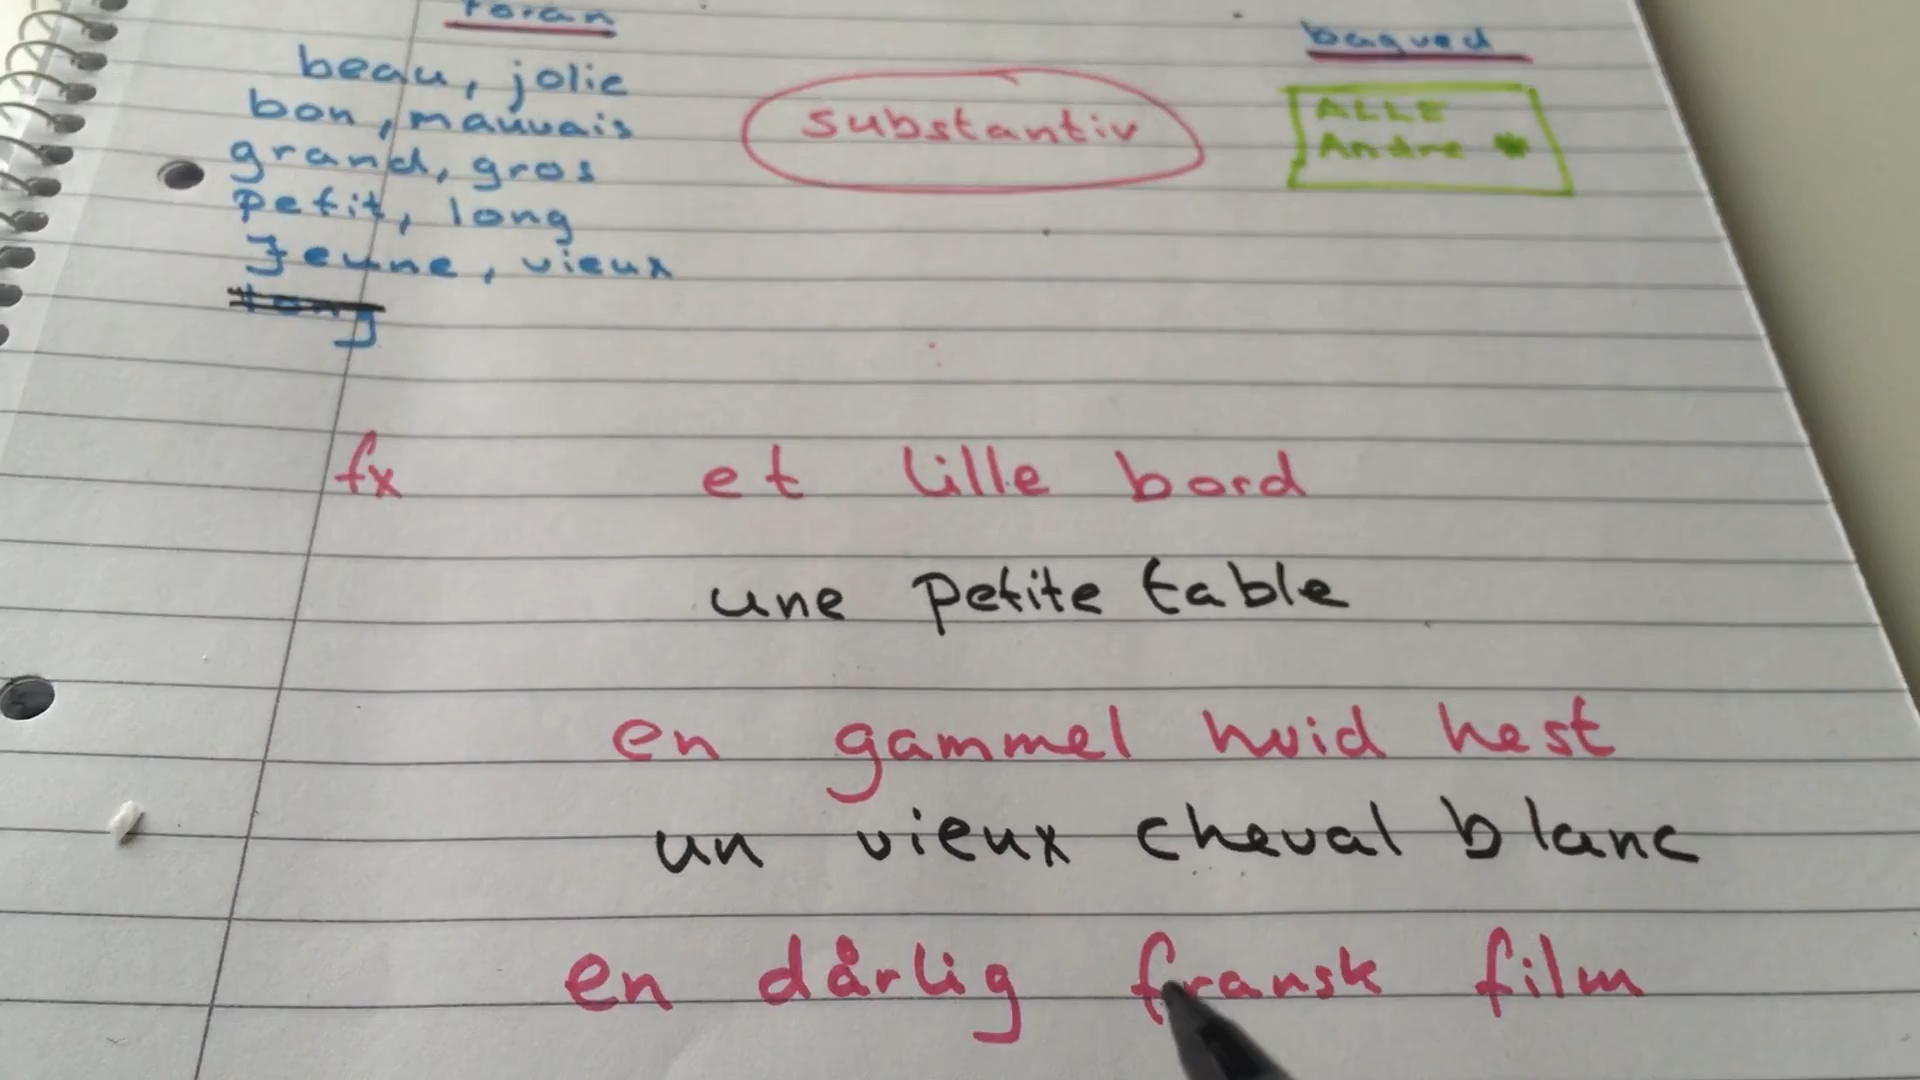 foran
beau, jolie
bon, mauvais
grand, gros
petit, long
Jeune, vieux
substantiv
bagved
ALLE
Andre *
fx et lille bord
une petite table
en gammel hvid hest
un vieux cheval blanc
en dårlig fransk film